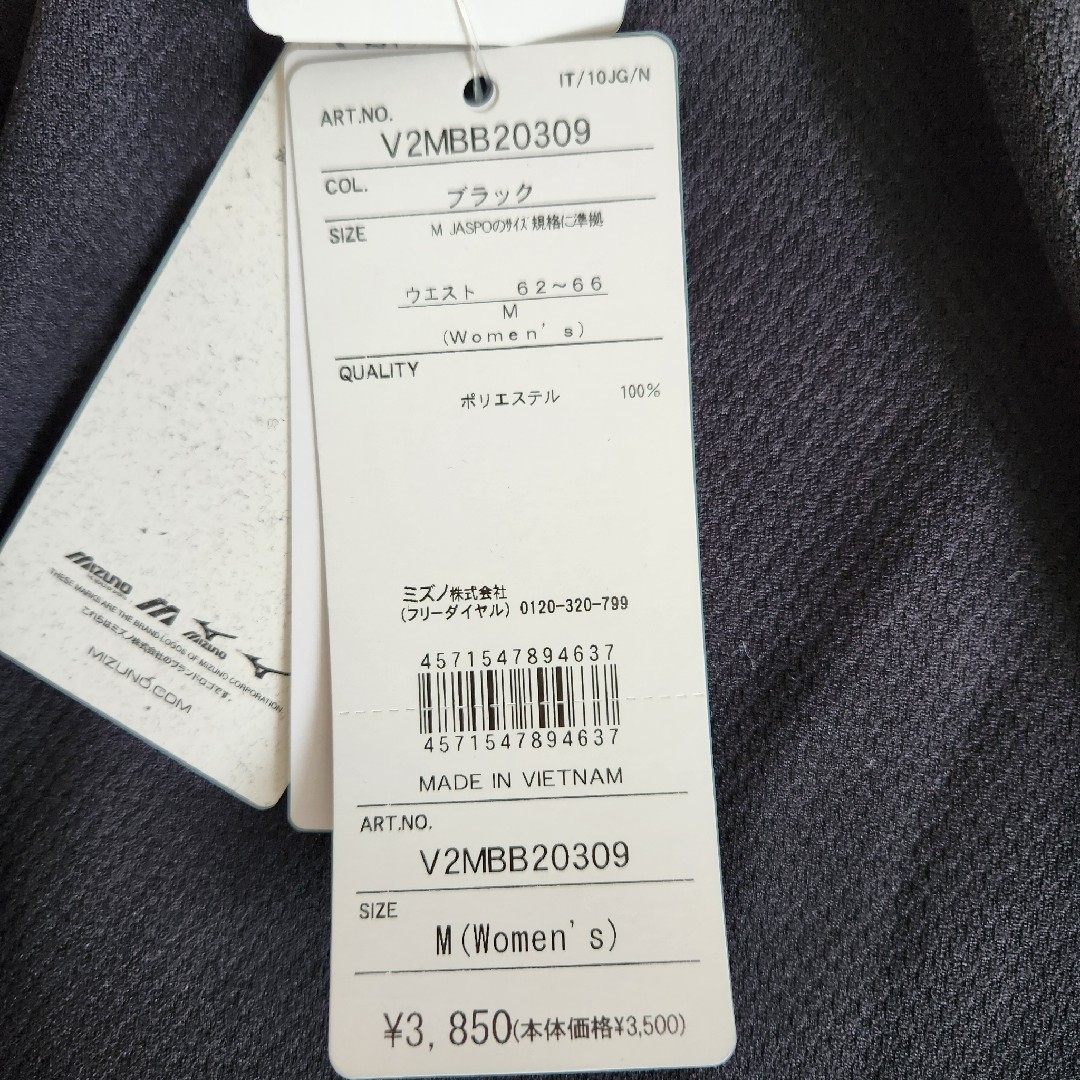 IT/10JG/N
ART.NO.
V2MBB20309
COL.
ブラック
SIZE
M JASPOのサイズ規格に準拠
ウエスト 62～66
M
(Women's)
QUALITY
ポリエステル 100%
ミズノ株式会社
(フリーダイヤル) 0120-320-799
4571547894637
4571547894637
MADE IN VIETNAM
ART.NO.
V2MBB20309
SIZE
M(Women's)
¥3,850(本体価格¥3,500)
MIZUNO
MIZUNO
THESE MARKS ARE THE BRAND LOGOS OF MIZUNO CORPORATION.
これらはミズノ株式会社のブランドロゴです。
MIZUNO.COM